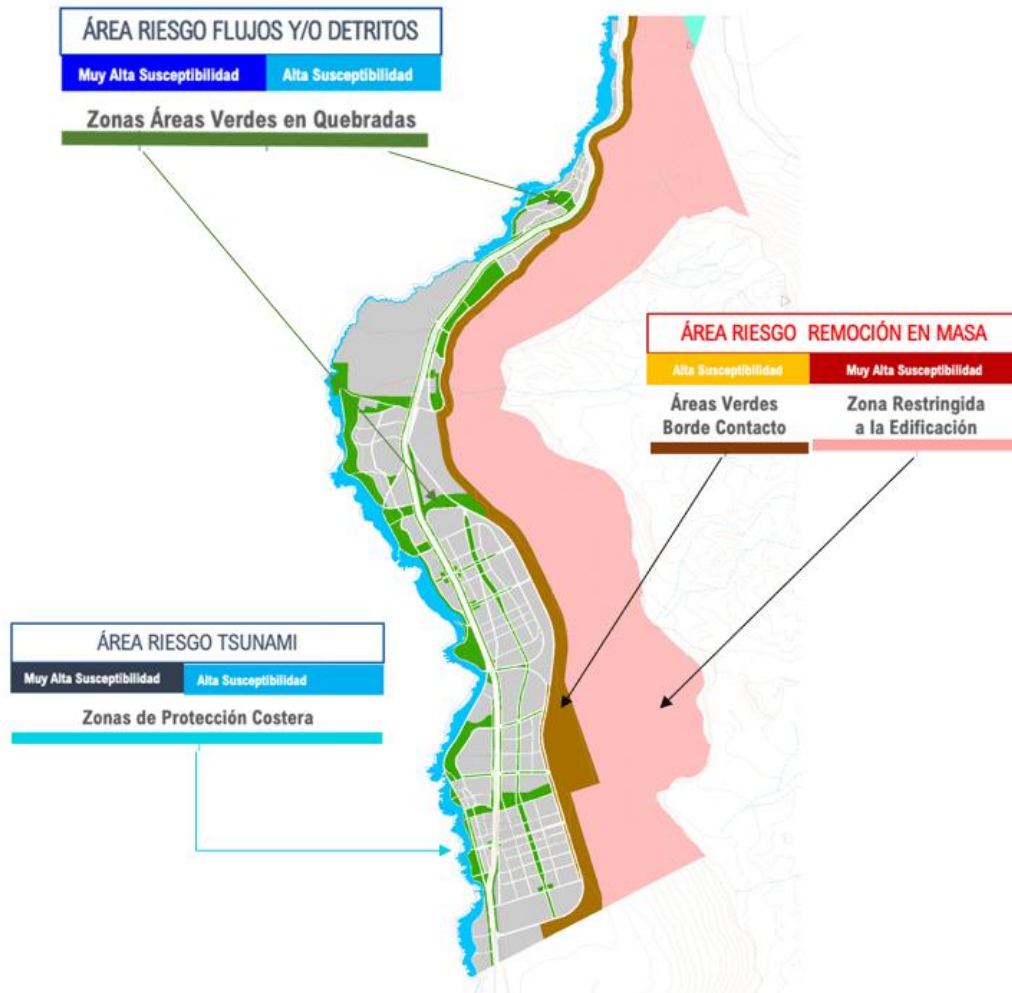 ÁREA RIESGO FLUJOS Y/O DETRITOS
Muy Alta Susceptibilidad
Alta Susceptibilidad
Zonas Áreas Verdes en Quebradas
ÁREA RIESGO REMOCIÓN EN MASA
Alta Susceptibilidad
Muy Alta Susceptibilidad
Áreas Verdes
Borde Contacto
Zona Restringida
a la Edificación
ÁREA RIESGO TSUNAMI
Muy Alta Susceptibilidad
Alta Susceptibilidad
Zonas de Protección Costera